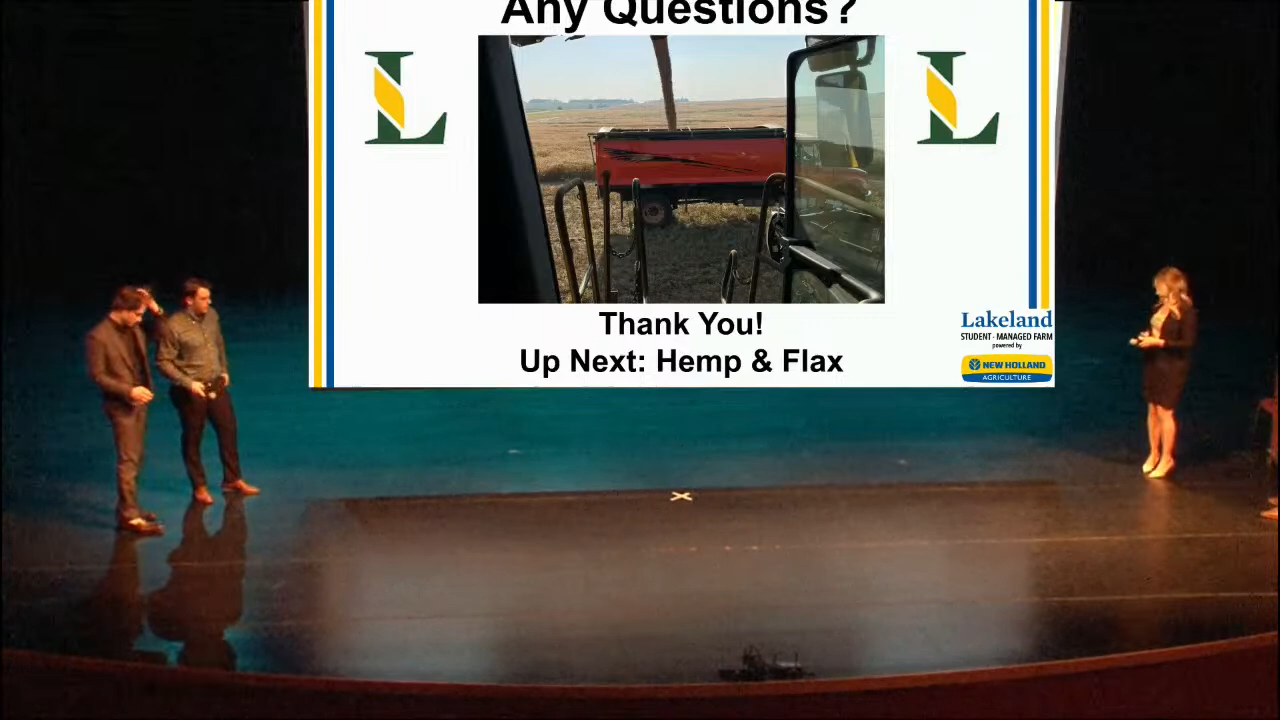 Any Questions?
Thank You!
Up Next: Hemp & Flax
Lakeland
STUDENT - MANAGED FARM
powered by
NEW HOLLAND
AGRICULTURE